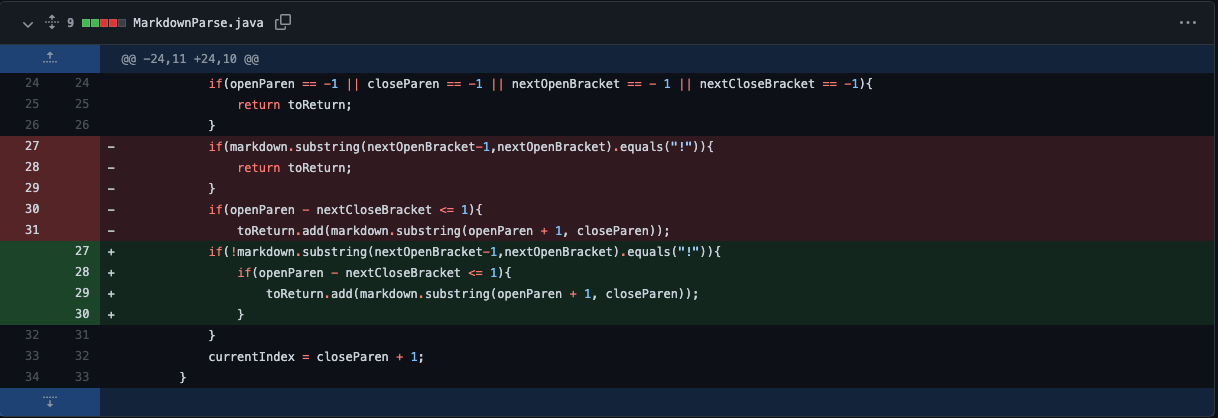 9 MarkdownParse.java
@@ -24,11 +24,10 @@
24 24 if(openParen == -1 || closeParen == -1 || nextOpenBracket == - 1 || nextCloseBracket == -1){
25 25 return toReturn;
26 26 }
27 - if(markdown.substring(nextOpenBracket-1,nextOpenBracket).equals("!")){
28 - return toReturn;
29 - }
30 - if(openParen - nextCloseBracket <= 1){
31 - toReturn.add(markdown.substring(openParen + 1, closeParen));
27 + if(!markdown.substring(nextOpenBracket-1,nextOpenBracket).equals("!")){
28 + if(openParen - nextCloseBracket <= 1){
29 + toReturn.add(markdown.substring(openParen + 1, closeParen));
30 + }
32 31 }
33 32 currentIndex = closeParen + 1;
34 33 }